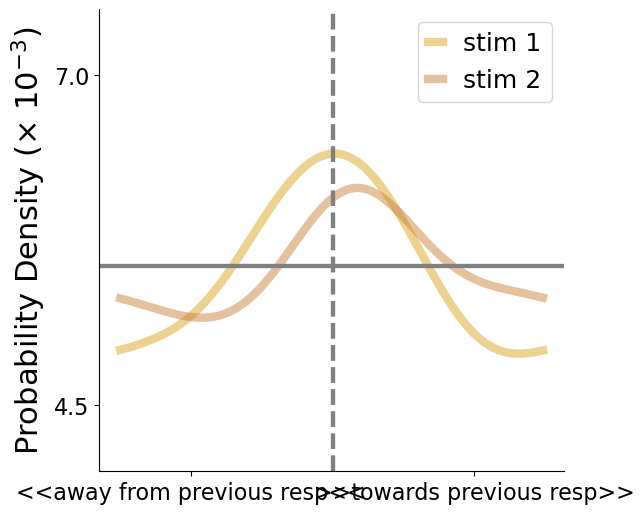 Probability Density (× 10⁻³)
7.0
4.5
stim 1
stim 2
<<away from previous resp>>
<<towards previous resp>>